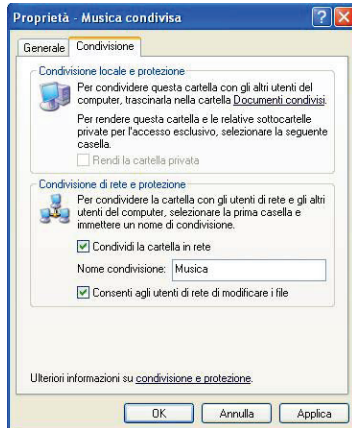 Proprietà - Musica condivisa
Generale Condivisione
Condivisione locale e protezione
Per condividere questa cartella con gli altri utenti del
computer, trascinarla nella cartella Documenti condivisi.
Per rendere questa cartella e le relative sottocartelle
private per l'accesso esclusivo, selezionare la seguente
casella.
Rendi la cartella privata
Condivisione di rete e protezione
Per condividere la cartella con gli utenti di rete e gli altri
utenti del computer, selezionare la prima casella e
immettere un nome di condivisione.
Condividi la cartella in rete
Nome condivisione: Musica
Consenti agli utenti di rete di modificare i file
Ulteriori informazioni su condivisione e protezione.
OK Annulla Applica